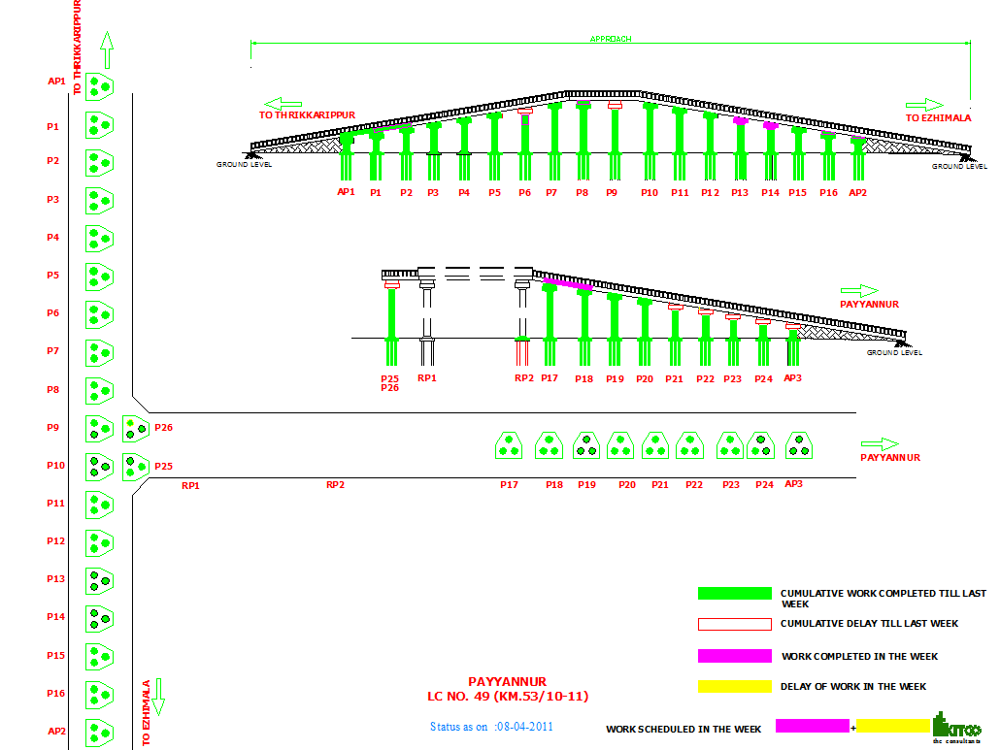 TO THRIKKARIPPUR
APPROACH
AP1
P1
P2
P3
P4
P5
P6
P7
P8
P9
P10
P11
P12
P13
P14
P15
P16
AP2
TO EZHIMALA
P26
P25
TO THRIKKARIPPUR
TO EZHIMALA
GROUND LEVEL
GROUND LEVEL
AP1 P1 P2 P3 P4 P5 P6 P7 P8 P9 P10 P11 P12 P13 P14 P15 P16 AP2
PAYYANNUR
GROUND LEVEL
P25 RP1 RP2 P17 P18 P19 P20 P21 P22 P23 P24 AP3
P26
PAYYANNUR
RP1 RP2 P17 P18 P19 P20 P21 P22 P23 P24 AP3
CUMULATIVE WORK COMPLETED TILL LAST
WEEK
CUMULATIVE DELAY TILL LAST WEEK
WORK COMPLETED IN THE WEEK
DELAY OF WORK IN THE WEEK
PAYYANNUR
LC NO. 49 (KM.53/10-11)
Status as on :08-04-2011
WORK SCHEDULED IN THE WEEK +
KITCO
the consultants